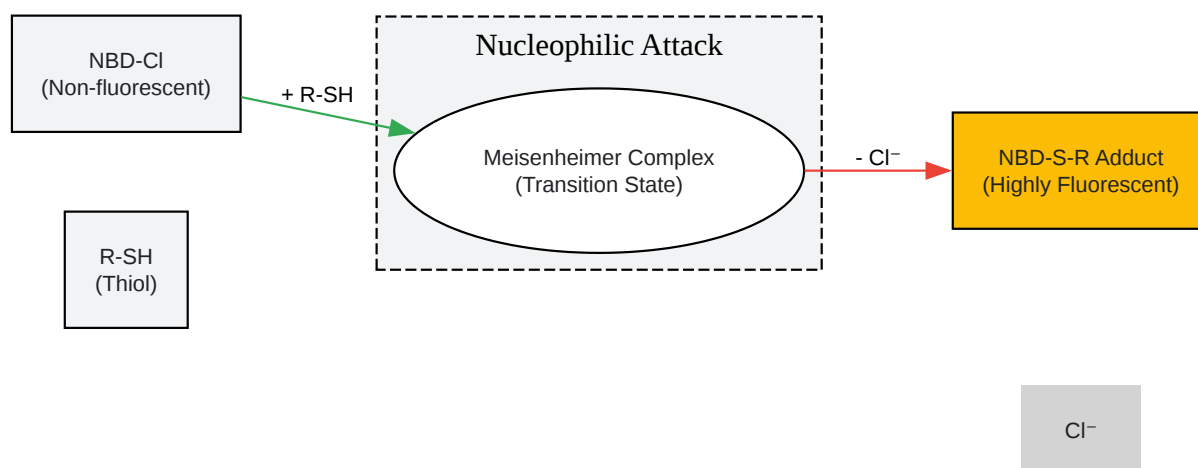 NBD-Cl
(Non-fluorescent)
+ R-SH
Nucleophilic Attack
Meisenheimer Complex
(Transition State)
- Cl⁻
NBD-S-R Adduct
(Highly Fluorescent)
R-SH
(Thiol)
Cl⁻